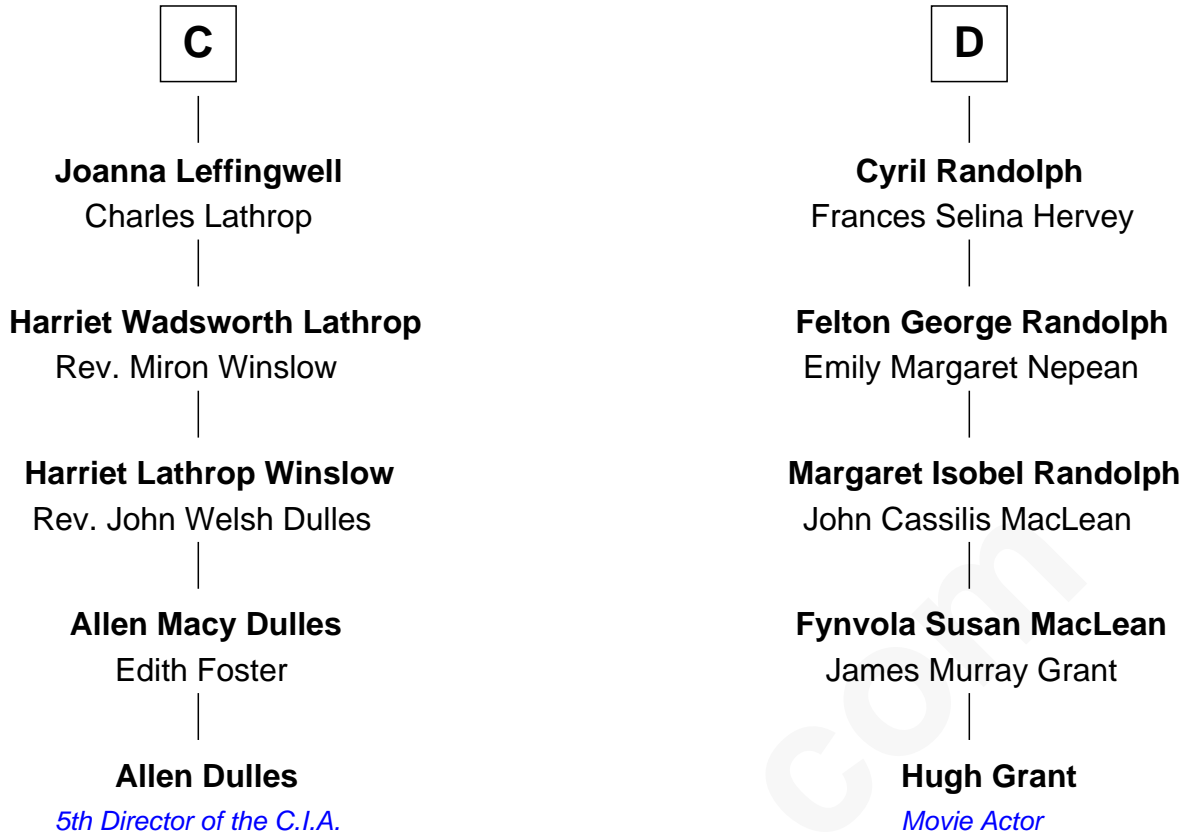 C
Joanna Leffingwell
Charles Lathrop
Harriet Wadsworth Lathrop
Rev. Miron Winslow
Harriet Lathrop Winslow
Rev. John Welsh Dulles
Allen Macy Dulles
Edith Foster
Allen Dulles
5th Director of the C.I.A.
D
Cyril Randolph
Frances Selina Hervey
Felton George Randolph
Emily Margaret Nepean
Margaret Isobel Randolph
John Cassilis MacLean
Fynvola Susan MacLean
James Murray Grant
Hugh Grant
Movie Actor
com